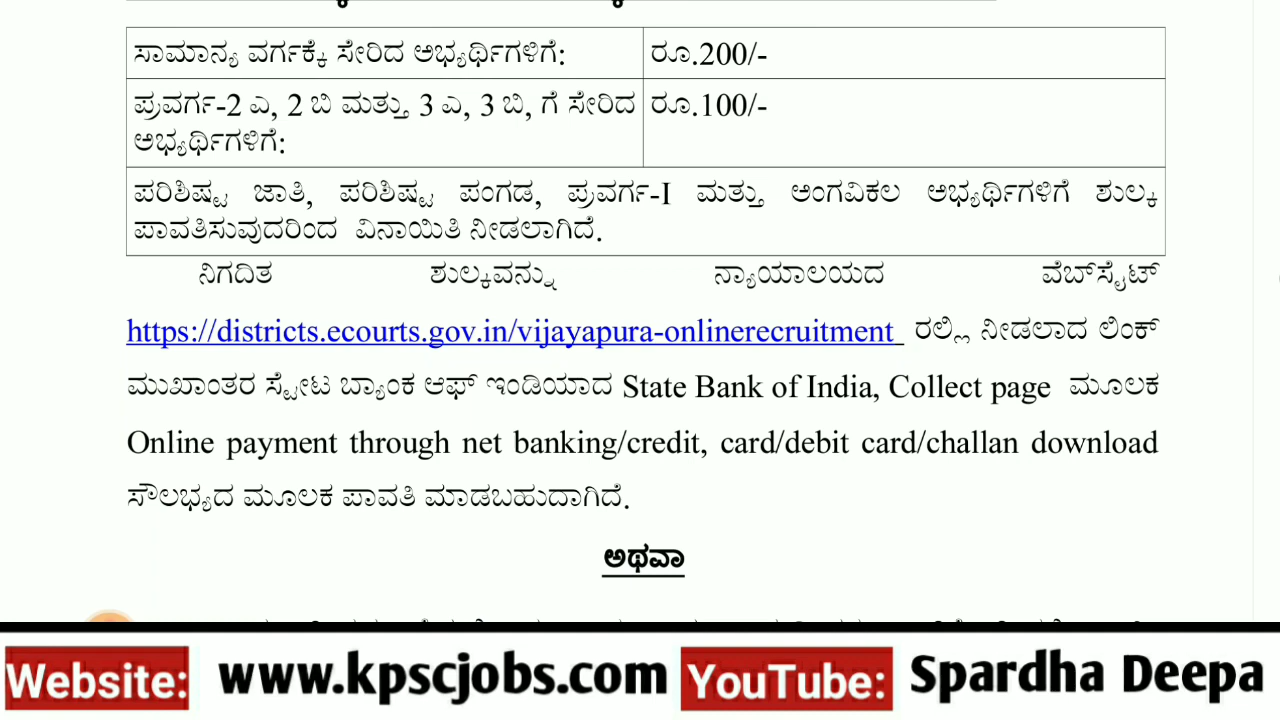 ಸಾಮಾನ್ಯ ವರ್ಗಕ್ಕೆ ಸೇರಿದ ಅಭ್ಯರ್ಥಿಗಳಿಗೆ: ರೂ.200/-
ಪ್ರವರ್ಗ-2 ಎ, 2 ಬಿ ಮತ್ತು 3 ಎ, 3 ಬಿ, ಗೆ ಸೇರಿದ ರೂ.100/-
ಅಭ್ಯರ್ಥಿಗಳಿಗೆ:
ಪರಿಶಿಷ್ಟ ಜಾತಿ, ಪರಿಶಿಷ್ಟ ಪಂಗಡ, ಪ್ರವರ್ಗ-I ಮತ್ತು ಅಂಗವಿಕಲ ಅಭ್ಯರ್ಥಿಗಳಿಗೆ ಶುಲ್ಕ
ಪಾವತಿಸುವುದರಿಂದ ವಿನಾಯಿತಿ ನೀಡಲಾಗಿದೆ.
ನಿಗದಿತ ಶುಲ್ಕವನ್ನು ನ್ಯಾಯಾಲಯದ ವೆಬ್‌ಸೈಟ್
https://districts.ecourts.gov.in/vijayapura-onlinerecruitment ರಲ್ಲಿ ನೀಡಲಾದ ಲಿಂಕ್
ಮುಖಾಂತರ ಸ್ಟೇಟ ಬ್ಯಾಂಕ ಆಫ್ ಇಂಡಿಯಾದ State Bank of India, Collect page ಮೂಲಕ
Online payment through net banking/credit, card/debit card/challan download
ಸೌಲಭ್ಯದ ಮೂಲಕ ಪಾವತಿ ಮಾಡಬಹುದಾಗಿದೆ.
ಅಥವಾ
Website: www.kpscjobs.com YouTube: Spardha Deepa